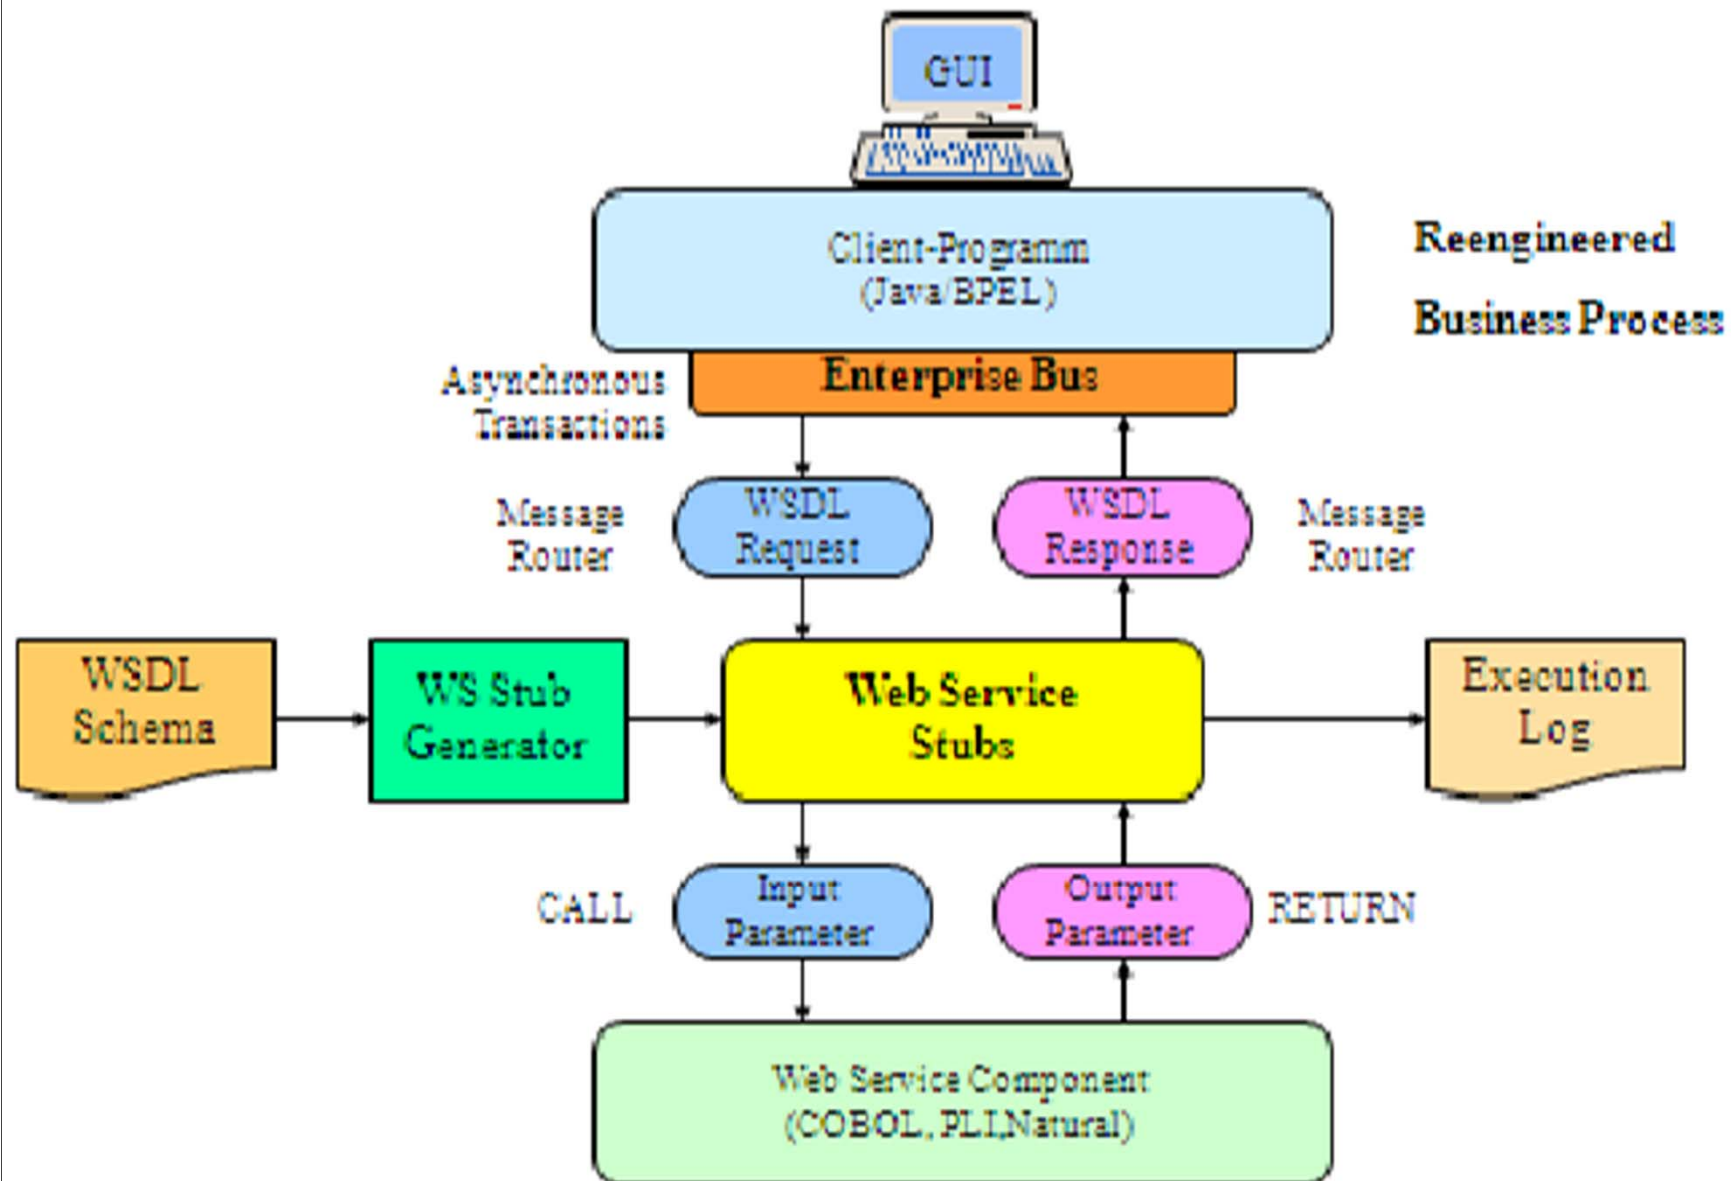 GUI
Client-Programm
(Java/BPEL)
Reengineered
Business Process
Enterprise Bus
Asynchronous
Transactions
Message
Router
WSDL
Request
WSDL
Response
Message
Router
WSDL
Schema
WS Stub
Generator
Web Service
Stubs
Execution
Log
CALL
Input
Parameter
Output
Parameter
RETURN
Web Service Component
(COBOL, PLI,Natural)